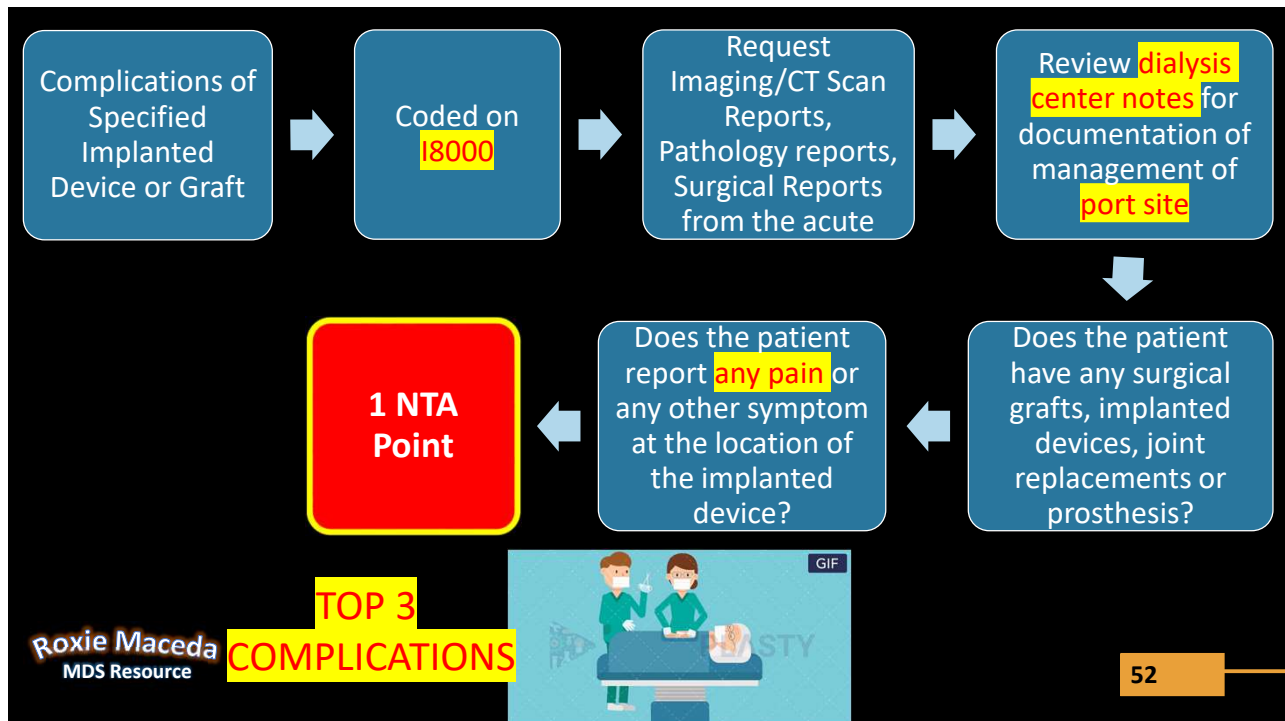 Complications of
Specified
Implanted
Device or Graft
Coded on
I8000
Request
Imaging/CT Scan
Reports,
Pathology reports,
Surgical Reports
from the acute
Review dialysis
center notes for
documentation of
management of
port site
Does the patient
have any surgical
grafts, implanted
devices, joint
replacements or
prosthesis?
Does the patient
report any pain or
any other symptom
at the location of
the implanted
device?
1 NTA
Point
TOP 3
COMPLICATIONS
GIF
PLASTY
Roxie Maceda
MDS Resource
52